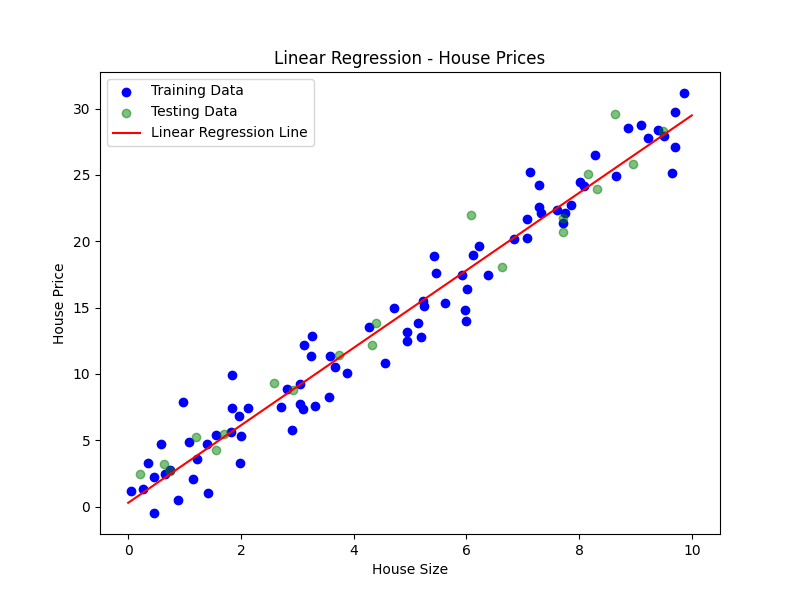 Linear Regression - House Prices
Training Data
Testing Data
Linear Regression Line
30
25
20
15
10
5
0
House Price
0 2 4 6 8 10
House Size